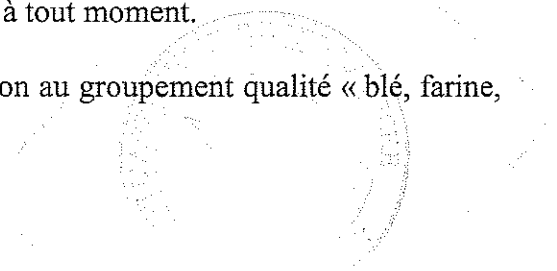 à tout moment.
on au groupement qualité « blé, farine,